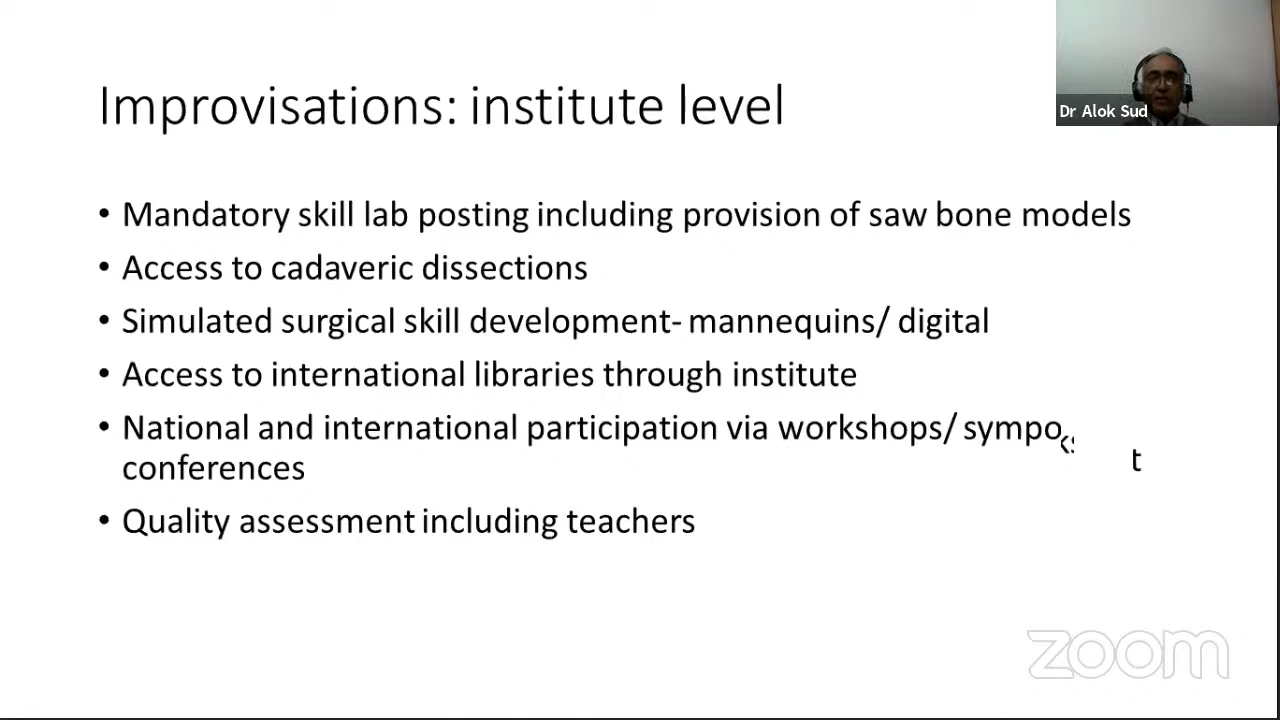 Improvisations: institute level
Dr Alok Sud
• Mandatory skill lab posting including provision of saw bone models
• Access to cadaveric dissections
• Simulated surgical skill development- mannequins/ digital
• Access to international libraries through institute
• National and international participation via workshops/ sympo
conferences
• Quality assessment including teachers
zoom